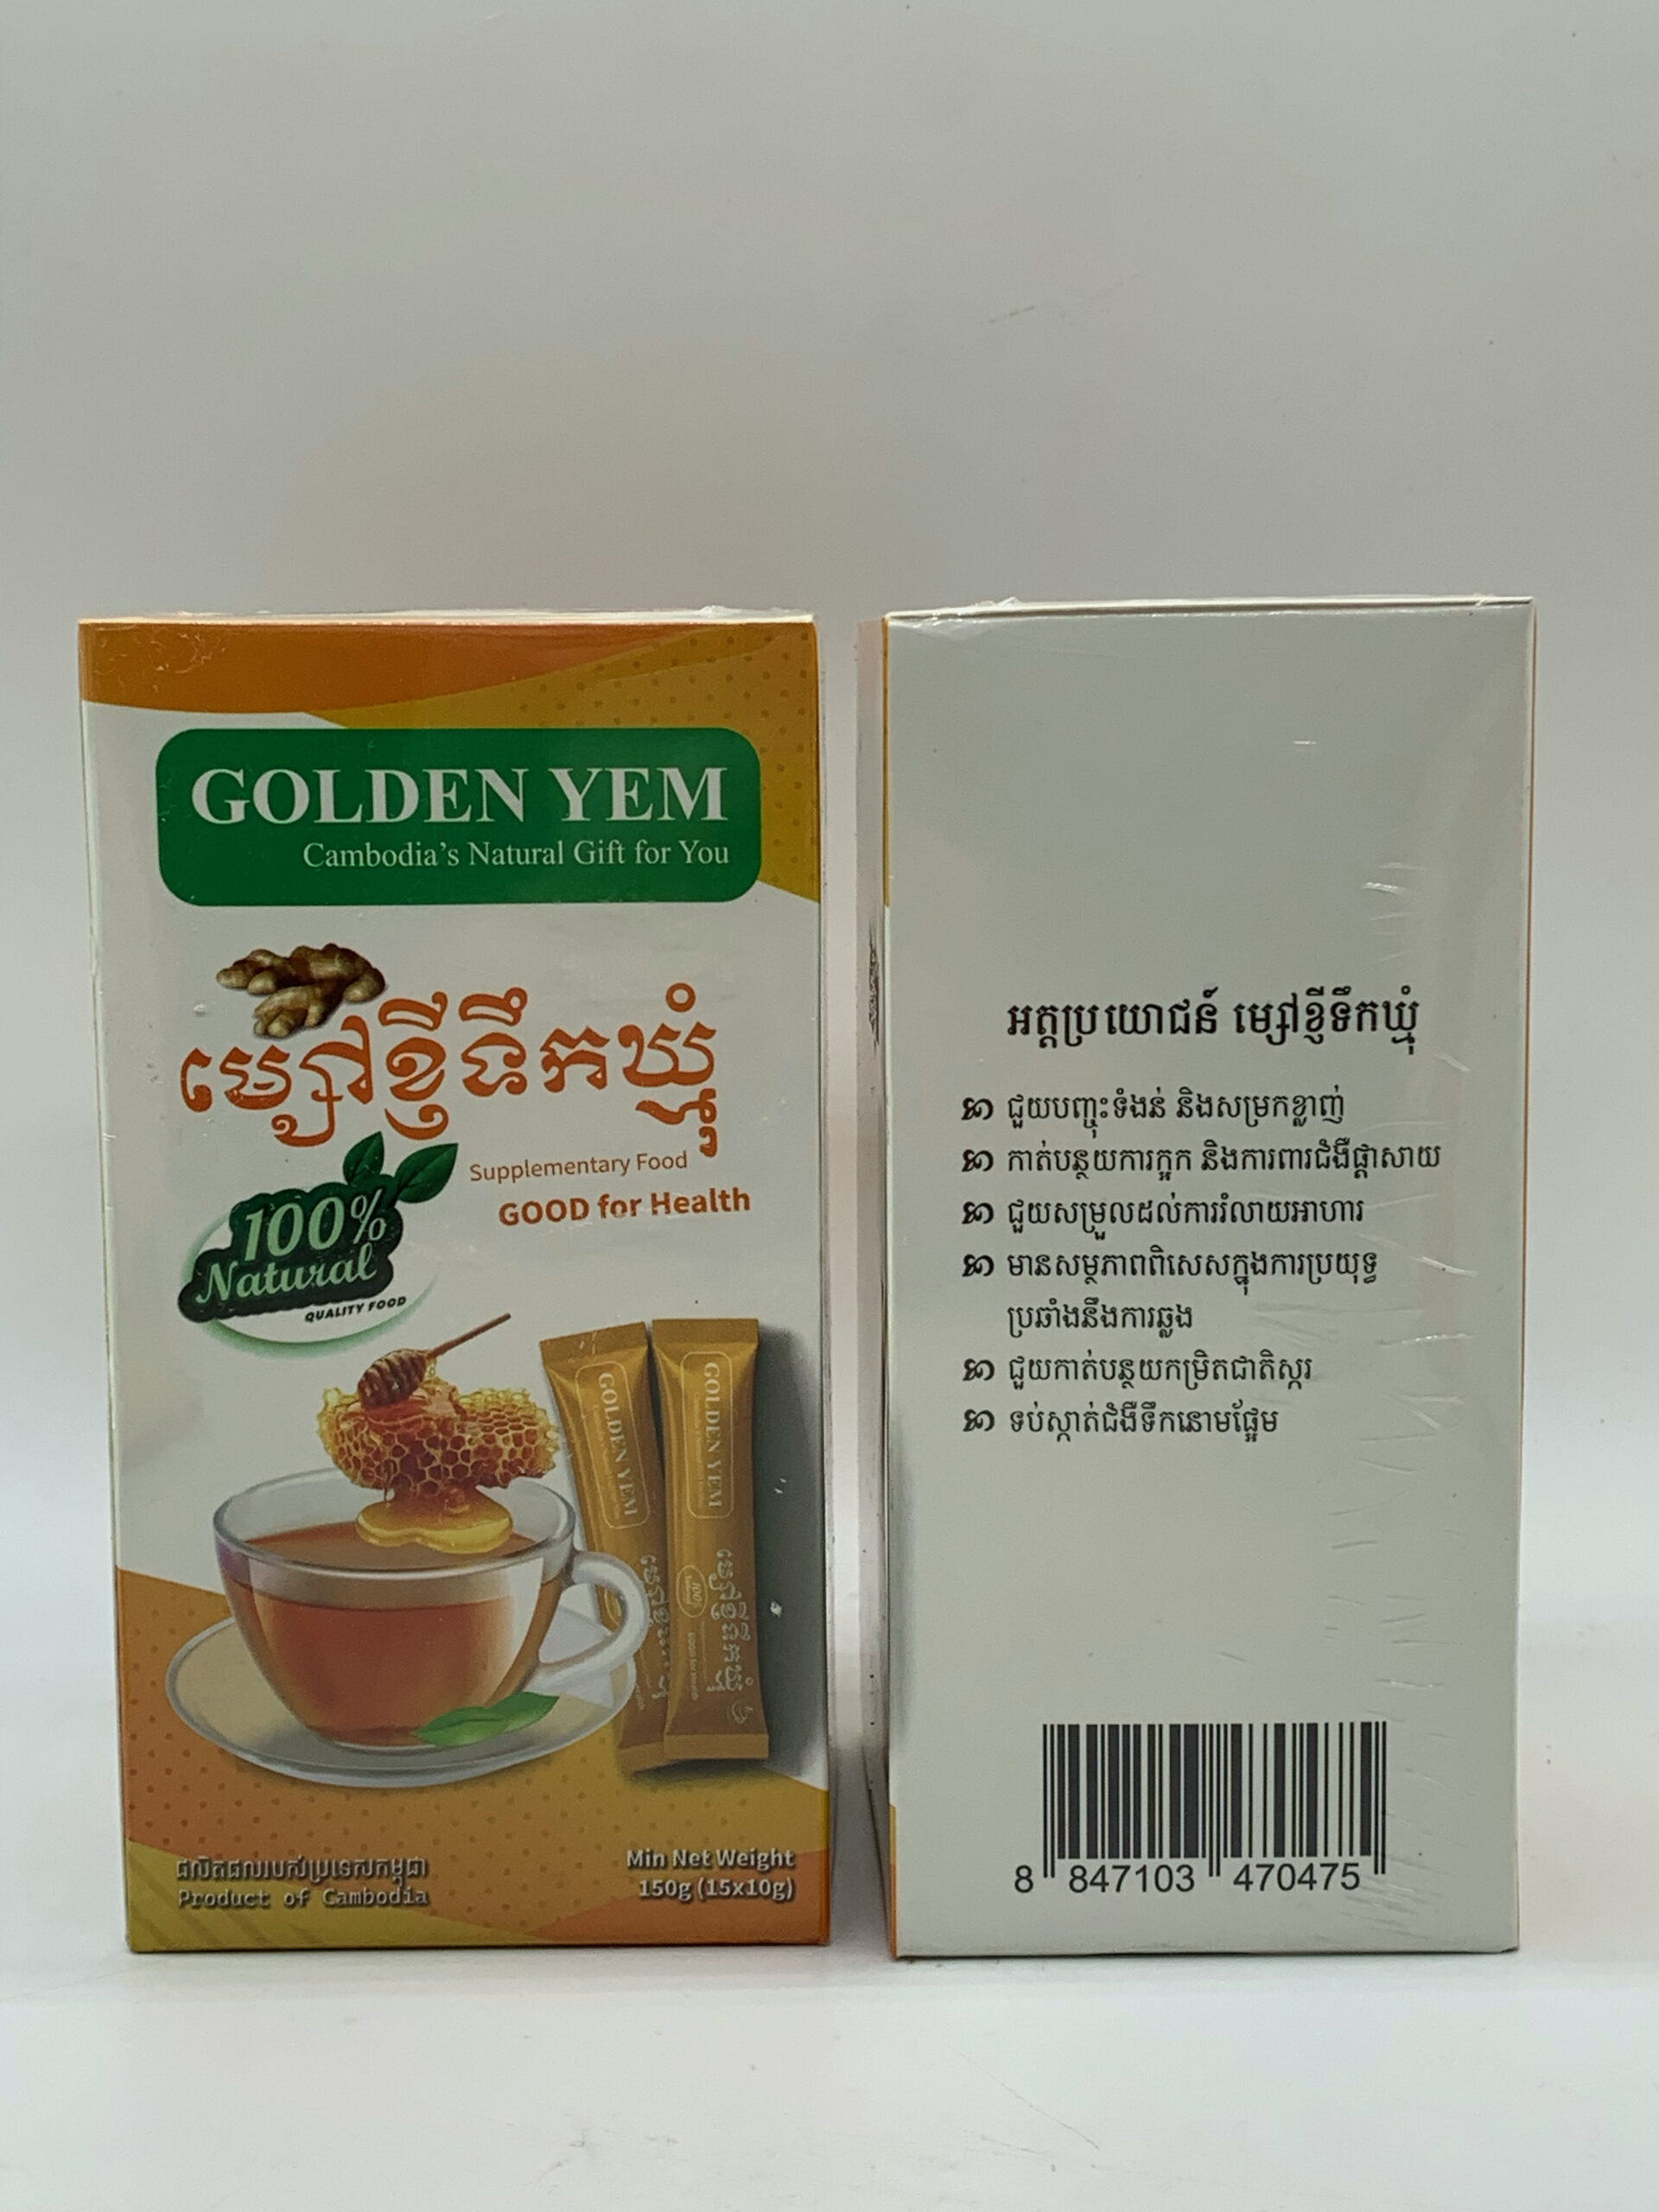 GOLDEN YEM
Cambodia's Natural Gift for You
ម្សៅខ្ញីទឹកឃ្មុំ
Supplementary Food
GOOD for Health
100%
Natural
QUALITY FOOD
GOLDEN YEM
GOLDEN YEM
ម្សៅខ្ញីទឹកឃ្មុំ
ផលិតផលរបស់ប្រទេសកម្ពុជា
Product of Cambodia
Min Net Weight
150g (15x10g)
អត្ថប្រយោជន៍ ម្សៅខ្ញីទឹកឃ្មុំ
ជួយបញ្ចុះទំងន់ និងសម្រកខ្លាញ់
កាត់បន្ថយការក្អក និងការពារជំងឺផ្តាសាយ
ជួយសម្រួលដល់ការរំលាយអាហារ
មានសម្ថភាពពិសេសក្នុងការប្រយុទ្ធ
ប្រឆាំងនឹងការឆ្លង
ជួយកាត់បន្ថយកម្រិតជាតិស្ករ
ទប់ស្កាត់ជំងឺទឹកនោមផ្អែម
8 847103 470475